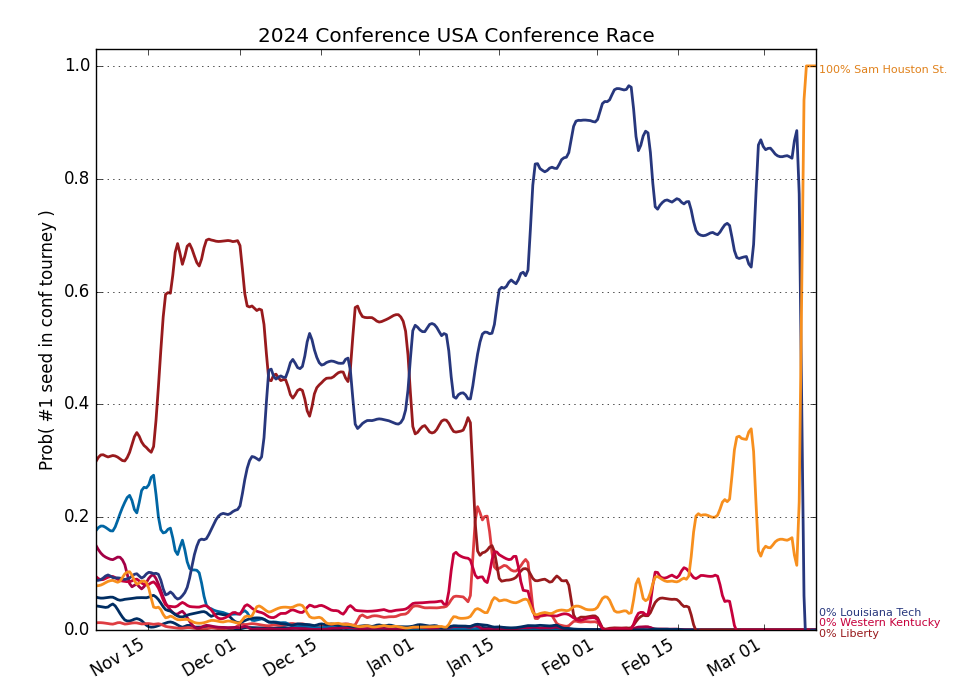 2024 Conference USA Conference Race
Prob( #1 seed in conf tourney )
1.0
0.8
0.6
0.4
0.2
0.0
Nov 15
Dec 01
Dec 15
Jan 01
Jan 15
Feb 01
Feb 15
Mar 01
100% Sam Houston St.
0% Louisiana Tech
0% Western Kentucky
0% Liberty